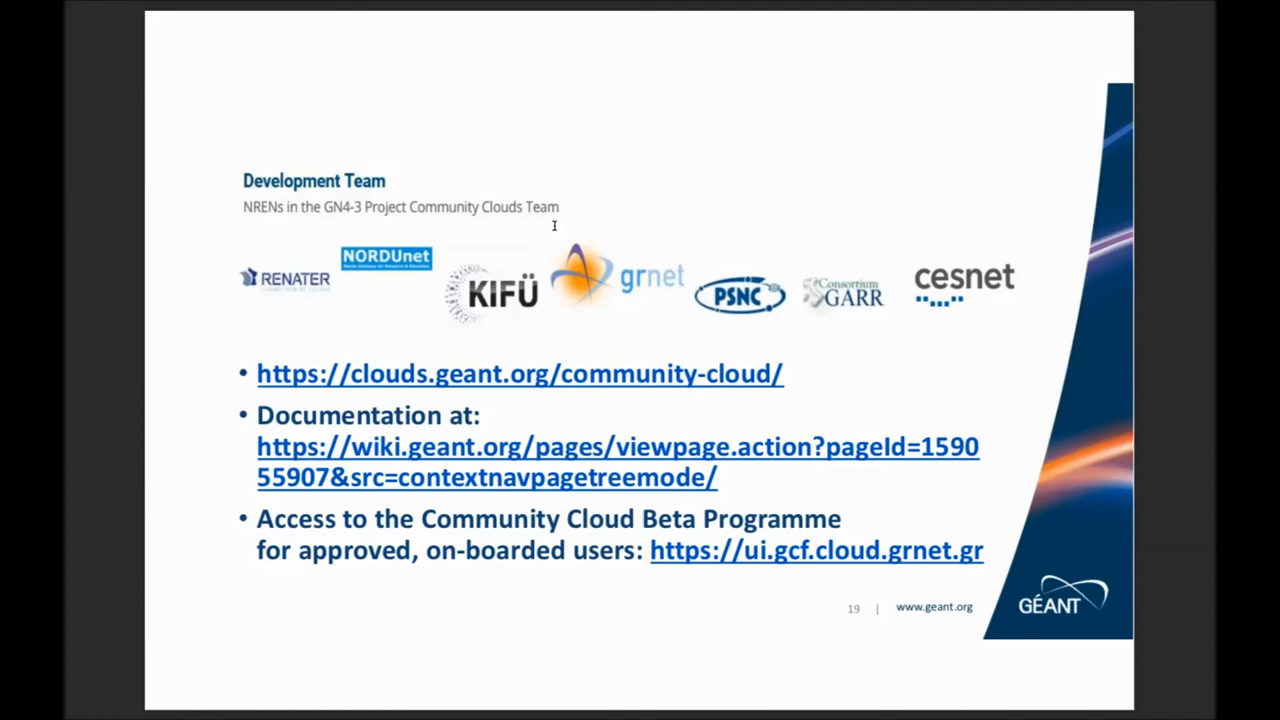 Development Team
NRENs in the GN4-3 Project Community Clouds Team
RENATER
NORDUnet
KIFÜ
grnet
PSNC
Consortium
GARR
cesnet
• https://clouds.geant.org/community-cloud/
• Documentation at:
https://wiki.geant.org/pages/viewpage.action?pageId=1590
55907&src=contextnavpagetreemode/
• Access to the Community Cloud Beta Programme
for approved, on-boarded users: https://ui.gcf.cloud.grnet.gr
19 | www.geant.org
GÉANT